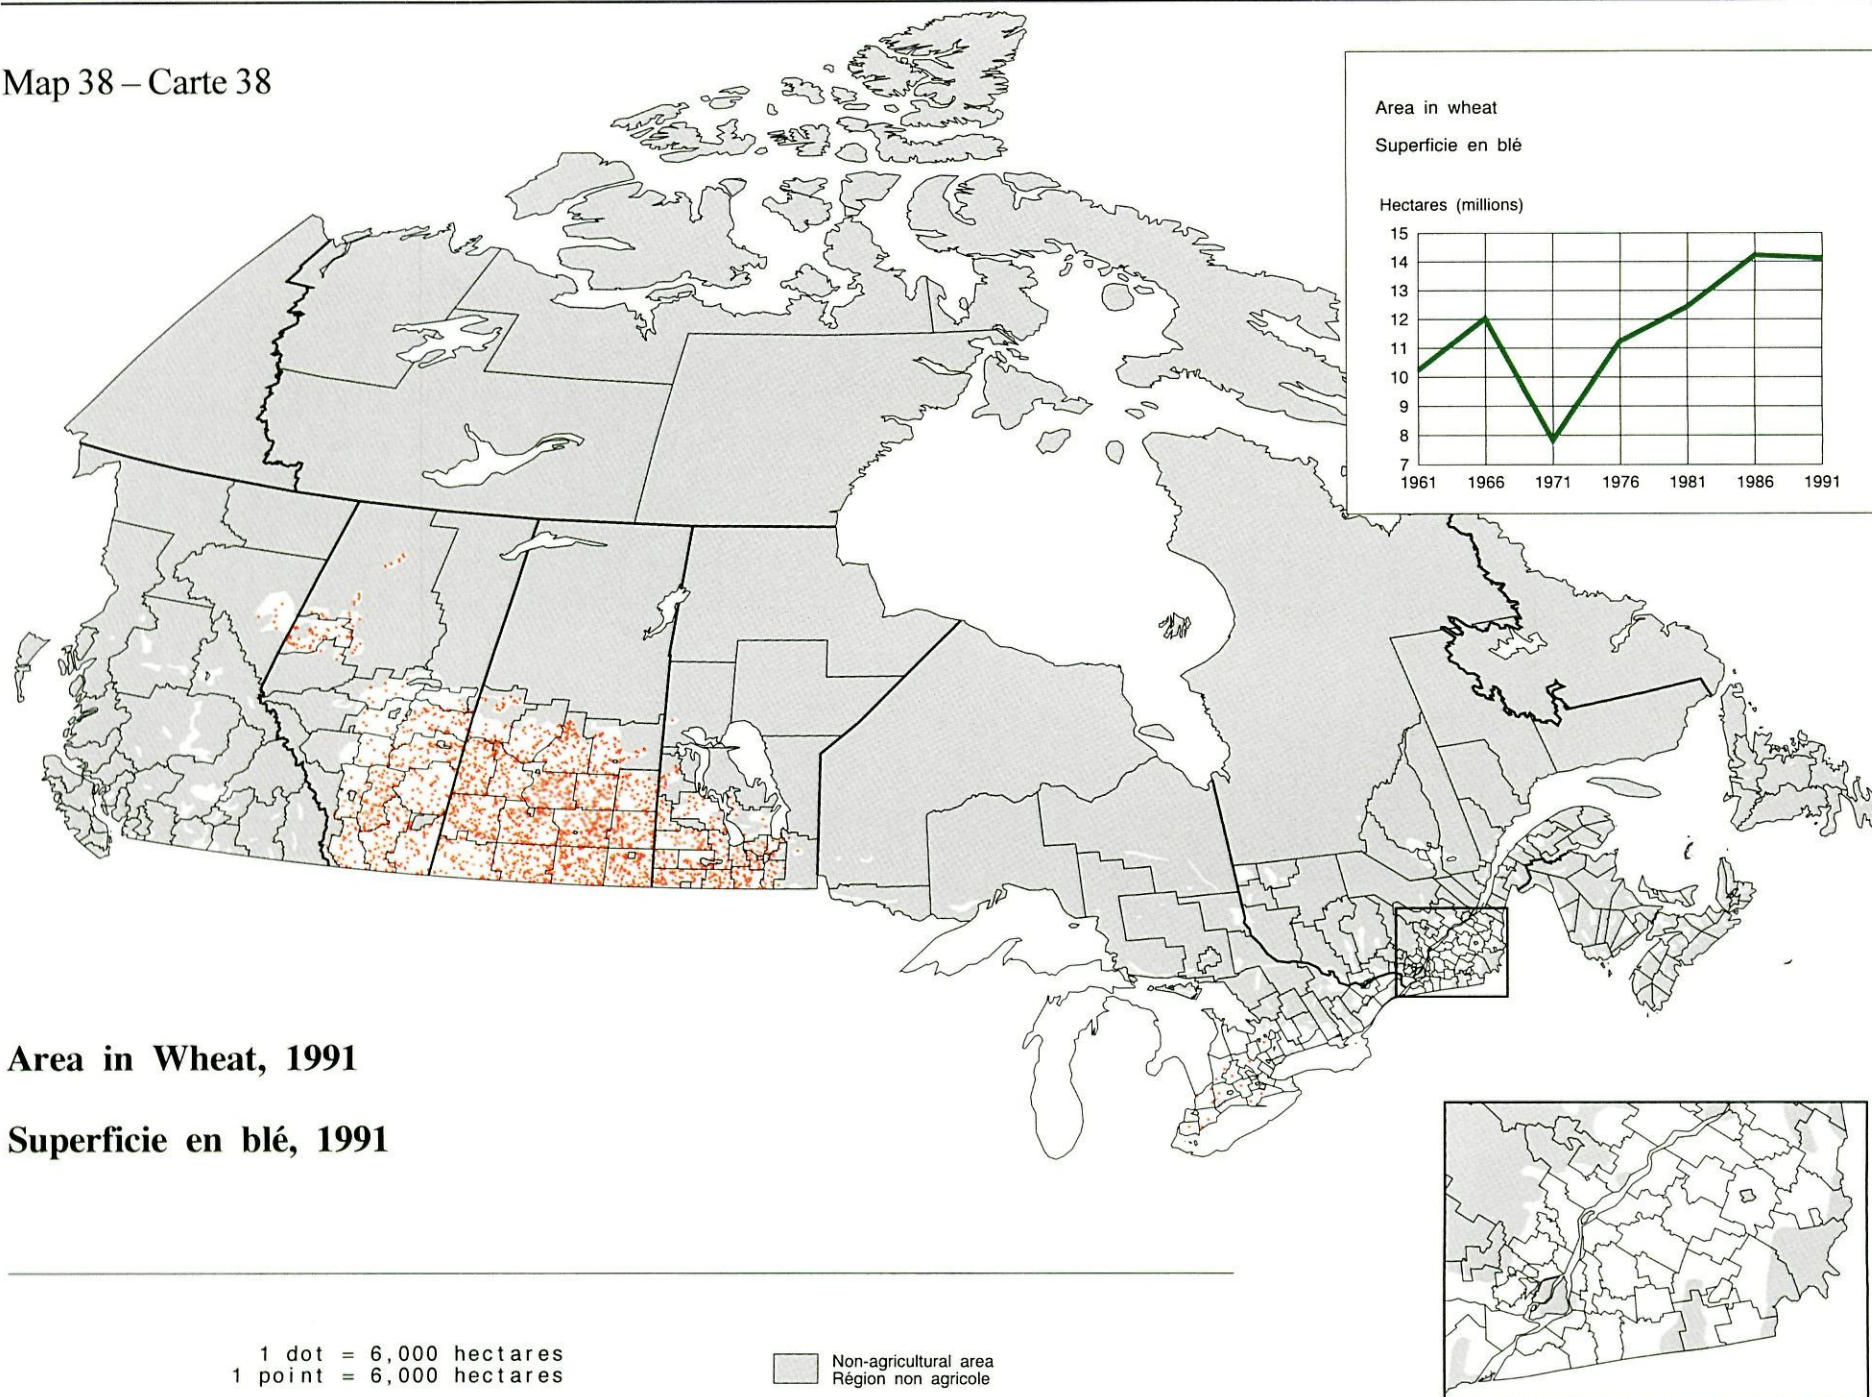 Map 38 – Carte 38
Area in wheat
Superficie en blé
Hectares (millions)
15
14
13
12
11
10
9
8
7
1961 1966 1971 1976 1981 1986 1991
Area in Wheat, 1991
Superficie en blé, 1991
1 dot = 6,000 hectares
1 point = 6,000 hectares
Non-agricultural area
Région non agricole